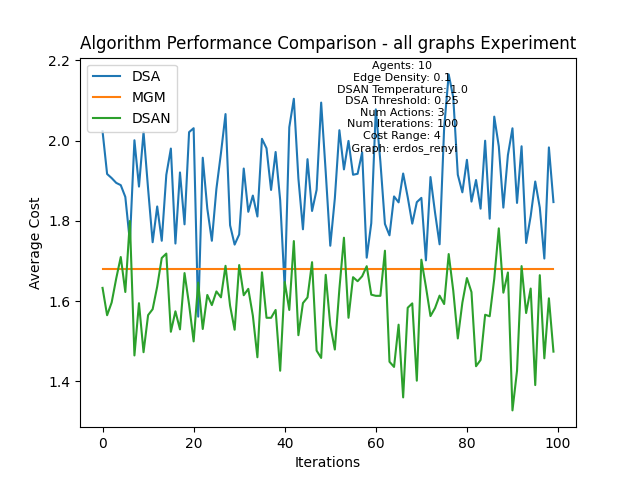 Algorithm Performance Comparison - all graphs Experiment
DSA
MGM
DSAN
Agents: 10
Edge Density: 0.1
DSAN Temperature: 1.0
DSA Threshold: 0.25
Num Actions: 3
Num Iterations: 100
Cost Range: 4
Graph: erdos_renyi
2.2
2.0
1.8
1.6
1.4
Average Cost
0
20
40
60
80
100
Iterations